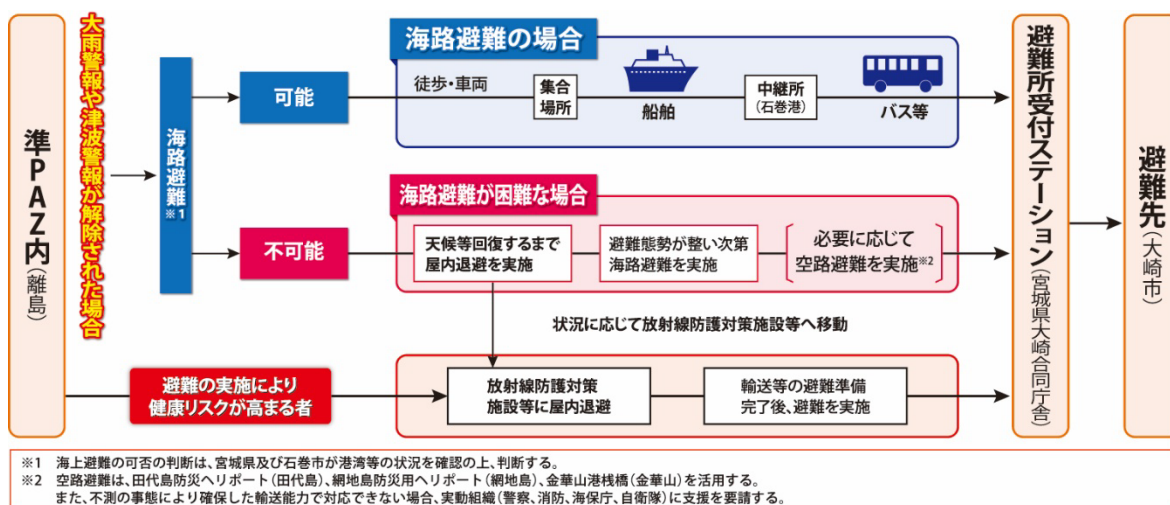 準PAZ内(離島)
大雨警報や津波警報が解除された場合
海路避難※1
可能
海路避難の場合
徒歩・車両
集合
場所
船舶
中継所
(石巻港)
バス等
不可能
海路避難が困難な場合
天候等回復するまで
屋内退避を実施
避難態勢が整い次第
海路避難を実施
必要に応じて
空路避難を実施※2
状況に応じて放射線防護対策施設等へ移動
避難の実施により
健康リスクが高まる者
放射線防護対策
施設等に屋内退避
輸送等の避難準備
完了後、避難を実施
避難所受付ステーション(宮城県大崎合同庁舎)
避難先(大崎市)
※1 海上避難の可否の判断は、宮城県及び石巻市が港湾等の状況を確認の上、判断する。
※2 空路避難は、田代島防災ヘリポート(田代島)、網地島防災用ヘリポート(網地島)、金華山港桟橋(金華山)を活用する。
また、不測の事態により確保した輸送能力で対応できない場合、実動組織(警察、消防、海保庁、自衛隊)に支援を要請する。